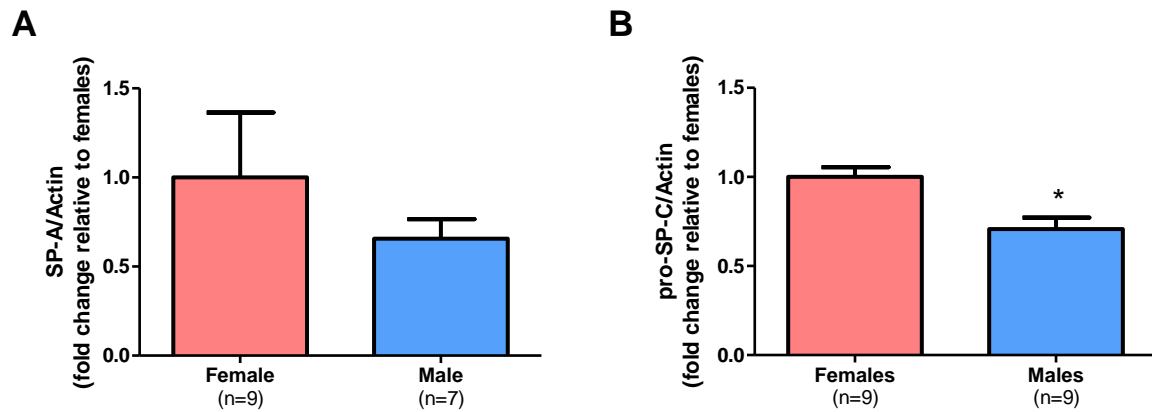 A
SP-A/Actin
(fold change relative to females)
1.5
1.0
0.5
0.0
Female
(n=9)
Male
(n=7)
B
pro-SP-C/Actin
(fold change relative to females)
1.5
1.0
0.5
0.0
*
Females
(n=9)
Males
(n=9)